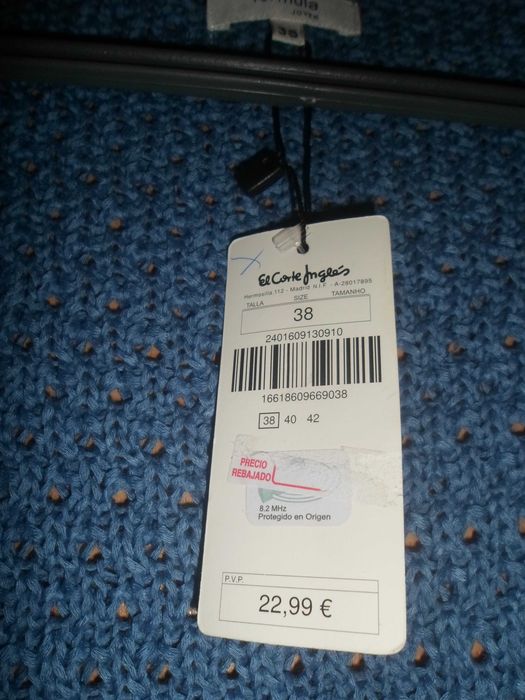 JOVEN
38
El Corte Inglés
Hermosilla 112 - Madrid N.I.F. - A-28017895
TALLA SIZE TAMANHO
38
2401609130910
16618609669038
38 40 42
PRECIO
REBAJADO
8.2 MHz
Protegido en Origen
P.V.P.
22,99 €